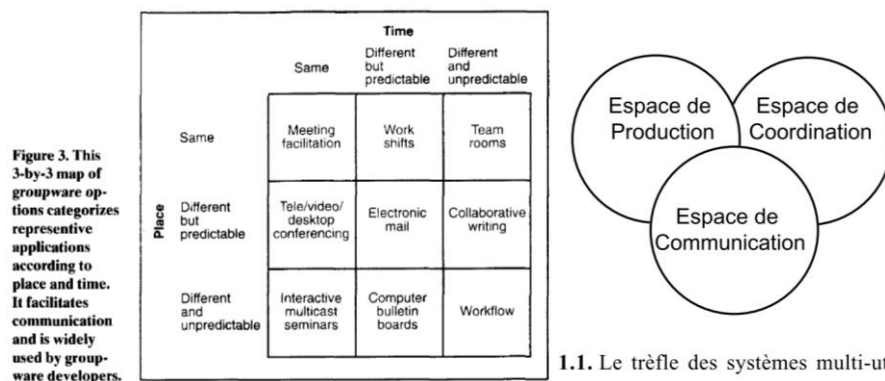 Figure 3. This
3-by-3 map of
groupware op-
tions categorizes
representive
applications
according to
place and time.
It facilitates
communication
and is widely
used by group-
ware developers.
Time
Same
Different
but
predictable
Different
and
unpredictable
Place
Same
Meeting
facilitation
Work
shifts
Team
rooms
Different
but
predictable
Tele/video/
desktop
conferencing
Electronic
mail
Collaborative
writing
Different
and
unpredictable
Interactive
multicast
seminars
Computer
bulletin
boards
Workflow
Espace de
Production
Espace de
Coordination
Espace de
Communication
1.1. Le trèfle des systèmes multi-ut